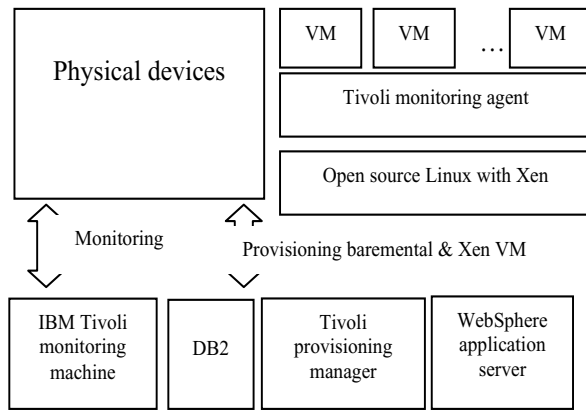 Physical devices
VM
VM
...
VM
Tivoli monitoring agent
Open source Linux with Xen
Monitoring
Provisioning baremental & Xen VM
IBM Tivoli
monitoring
machine
DB2
Tivoli
provisioning
manager
WebSphere
application
server